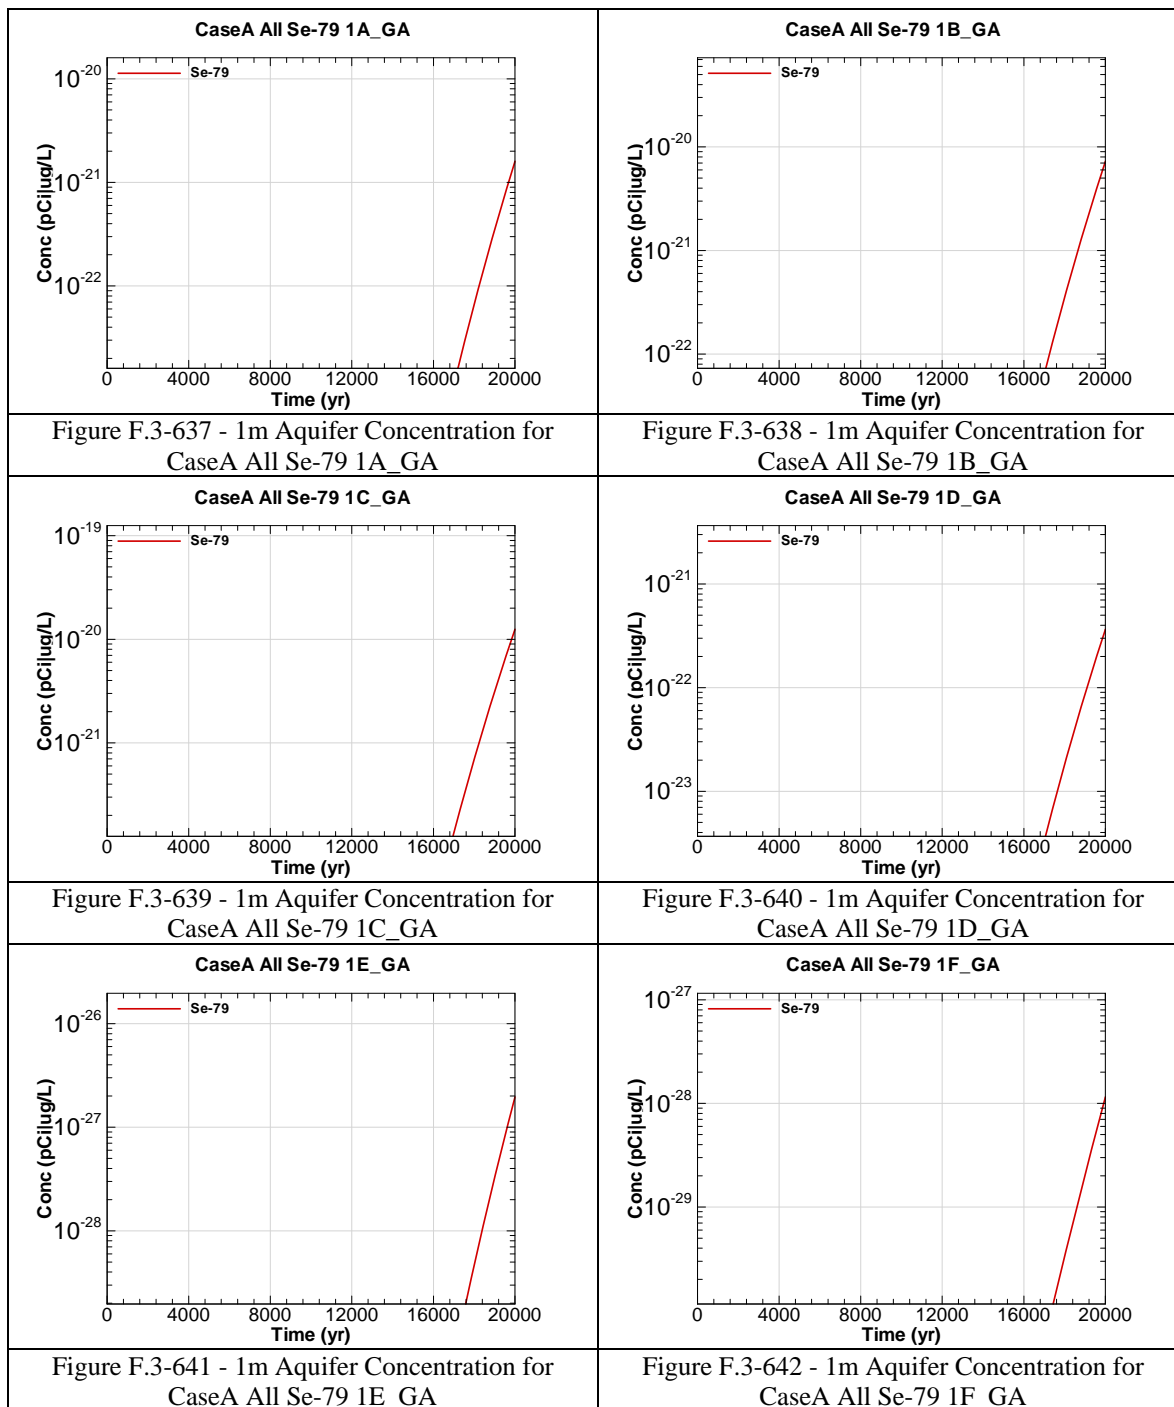 CaseA All Se-79 1A_GA
Se-79
10-20
10-21
10-22
Conc (pCi|ug/L)
0 4000 8000 12000 16000 20000
Time (yr)
Figure F.3-637 - 1m Aquifer Concentration for
CaseA All Se-79 1A_GA
CaseA All Se-79 1B_GA
Se-79
10-20
10-21
10-22
Conc (pCi|ug/L)
0 4000 8000 12000 16000 20000
Time (yr)
Figure F.3-638 - 1m Aquifer Concentration for
CaseA All Se-79 1B_GA
CaseA All Se-79 1C_GA
Se-79
10-19
10-20
10-21
Conc (pCi|ug/L)
0 4000 8000 12000 16000 20000
Time (yr)
Figure F.3-639 - 1m Aquifer Concentration for
CaseA All Se-79 1C_GA
CaseA All Se-79 1D_GA
Se-79
10-21
10-22
10-23
Conc (pCi|ug/L)
0 4000 8000 12000 16000 20000
Time (yr)
Figure F.3-640 - 1m Aquifer Concentration for
CaseA All Se-79 1D_GA
CaseA All Se-79 1E_GA
Se-79
10-26
10-27
10-28
Conc (pCi|ug/L)
0 4000 8000 12000 16000 20000
Time (yr)
Figure F.3-641 - 1m Aquifer Concentration for
CaseA All Se-79 1E_GA
CaseA All Se-79 1F_GA
Se-79
10-27
10-28
10-29
Conc (pCi|ug/L)
0 4000 8000 12000 16000 20000
Time (yr)
Figure F.3-642 - 1m Aquifer Concentration for
CaseA All Se-79 1F_GA